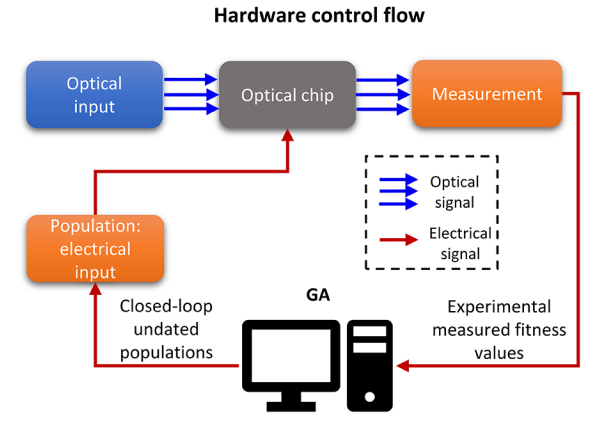 Hardware control flow
Optical
input
Optical chip
Measurement
Optical
signal
Electrical
signal
Population:
electrical
input
GA
Closed-loop
undated
populations
Experimental
measured fitness
values